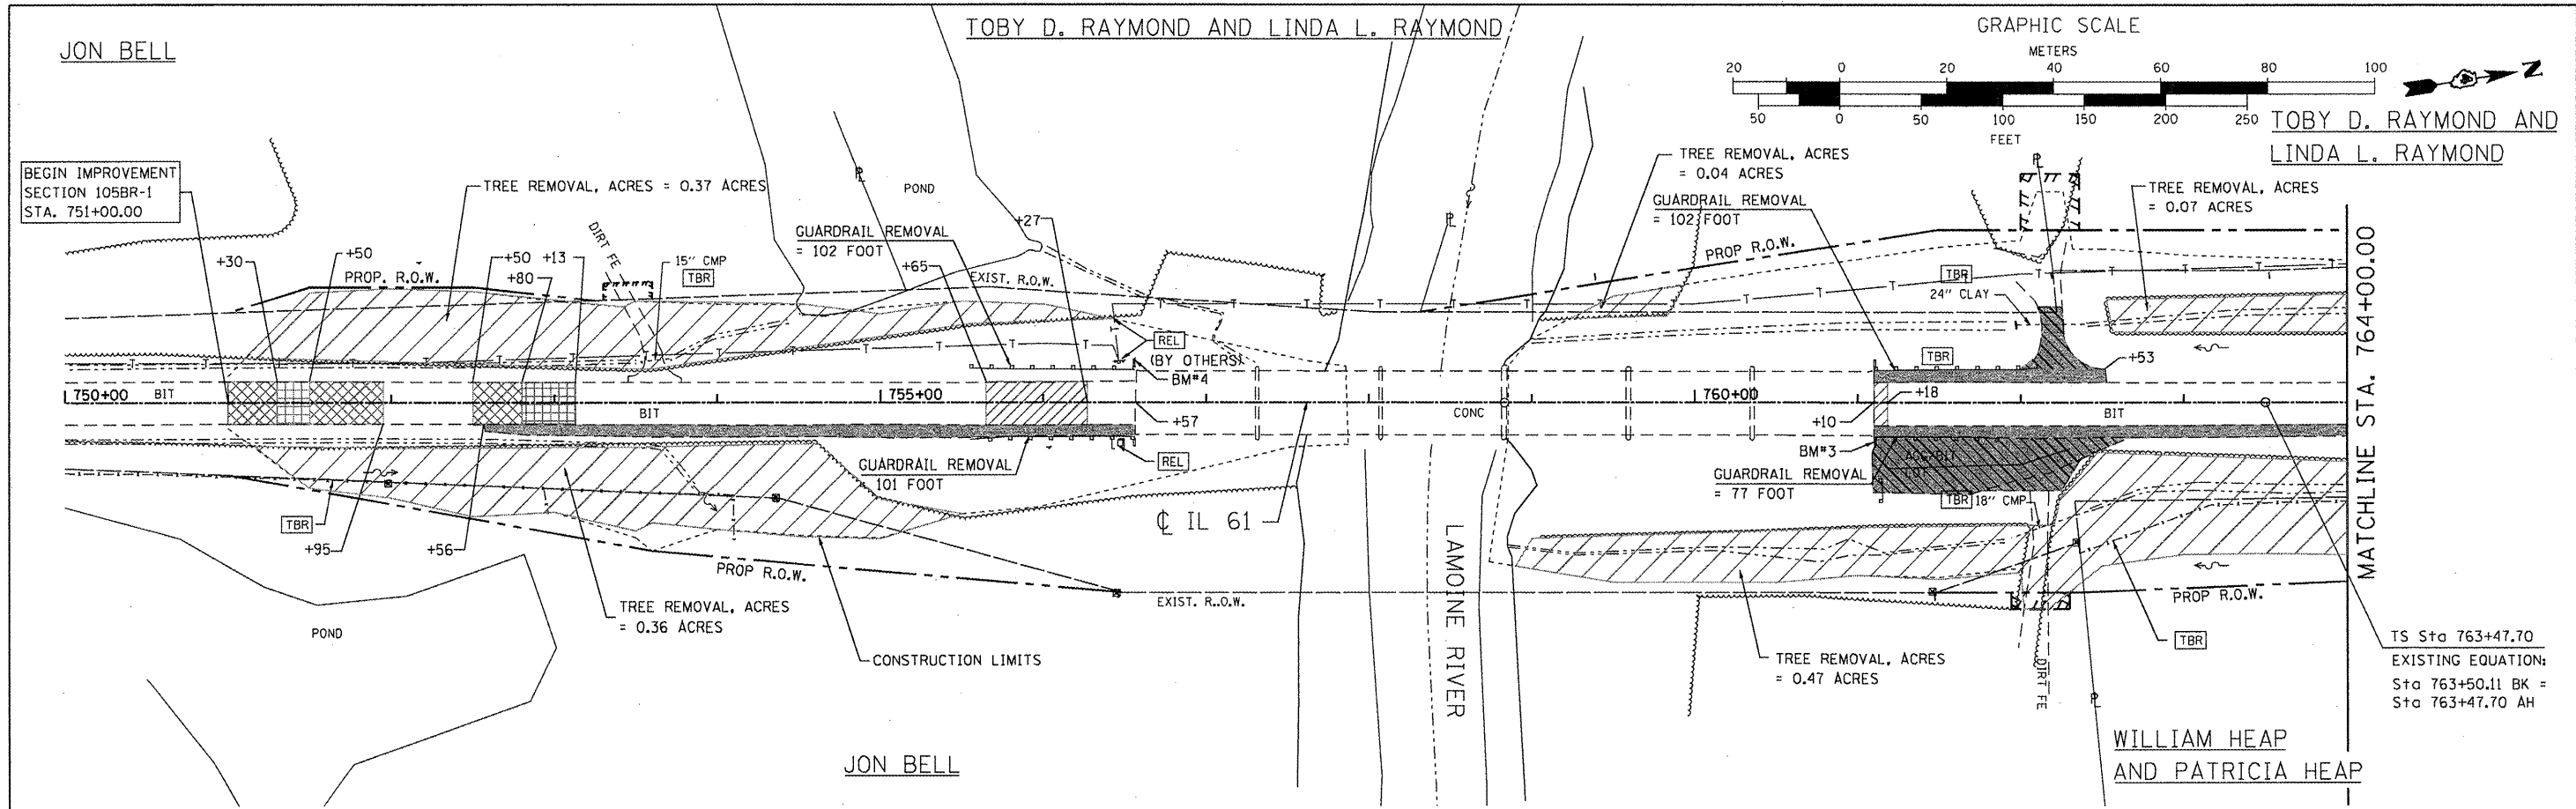 JON BELL
TOBY D. RAYMOND AND LINDA L. RAYMOND
GRAPHIC SCALE
METERS
20 0 20 40 60 80 100
50 0 50 100 150 200 250
FEET
Z
TOBY D. RAYMOND AND
LINDA L. RAYMOND
BEGIN IMPROVEMENT
SECTION 105BR-1
STA. 751+00.00
TREE REMOVAL, ACRES = 0.37 ACRES
POND
TREE REMOVAL, ACRES
= 0.04 ACRES
GUARDRAIL REMOVAL
= 102 FOOT
TREE REMOVAL, ACRES
= 0.07 ACRES
DIRT FE
GUARDRAIL REMOVAL
= 102 FOOT
+27
+30
+50
+50 +13
+80
15" CMP
TBR
+65
PROP. R.O.W.
EXIST. R.O.W.
PROP R.O.W.
TBR
24" CLAY
REL
(BY OTHERS)
BM#4
TBR
+53
750+00 BIT
BIT
755+00
+57
CONC
760+00
+18
+10
BIT
MATCHLINE STA. 764+00.00
GUARDRAIL REMOVAL
101 FOOT
REL
BM#3
GUARDRAIL REMOVAL
= 77 FOOT
TBR 18" CMP
TBR
+95
+56
℄ IL 61
PROP R.O.W.
EXIST. R.O.W.
PROP R.O.W.
LAMOINE RIVER
POND
TREE REMOVAL, ACRES
= 0.36 ACRES
CONSTRUCTION LIMITS
TREE REMOVAL, ACRES
= 0.47 ACRES
DIRT FE
TBR
TS Sta 763+47.70
EXISTING EQUATION:
Sta 763+50.11 BK =
Sta 763+47.70 AH
JON BELL
WILLIAM HEAP
AND PATRICIA HEAP